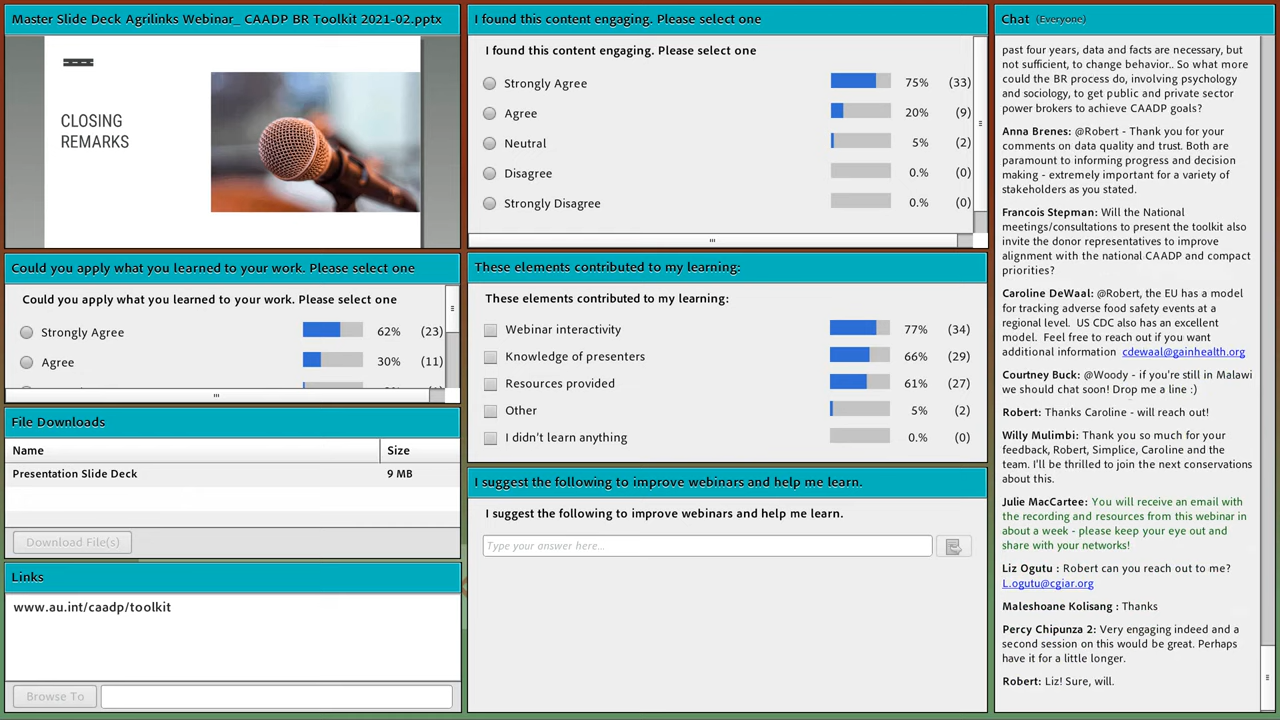 Master Slide Deck Agrilinks Webinar_ CAADP BR Toolkit 2021-02.pptx
CLOSING
REMARKS
I found this content engaging. Please select one
I found this content engaging. Please select one
Strongly Agree 75% (33)
Agree 20% (9)
Neutral 5% (2)
Disagree 0.% (0)
Strongly Disagree 0.% (0)
Could you apply what you learned to your work. Please select one
Could you apply what you learned to your work. Please select one
Strongly Agree 62% (23)
Agree 30% (11)
These elements contributed to my learning:
These elements contributed to my learning:
Webinar interactivity 77% (34)
Knowledge of presenters 66% (29)
Resources provided 61% (27)
Other 5% (2)
I didn't learn anything 0.% (0)
File Downloads
Name Size
Presentation Slide Deck 9 MB
Download File(s)
Links
www.au.int/caadp/toolkit
Browse To
I suggest the following to improve webinars and help me learn.
I suggest the following to improve webinars and help me learn.
Type your answer here...
Chat (Everyone)
past four years, data and facts are necessary, but
not sufficient, to change behavior.. So what more
could the BR process do, involving psychology
and sociology, to get public and private sector
power brokers to achieve CAADP goals?
Anna Brenes: @Robert - Thank you for your
comments on data quality and trust. Both are
paramount to informing progress and decision
making - extremely important for a variety of
stakeholders as you stated.
Francois Stepman: Will the National
meetings/consultations to present the toolkit also
invite the donor representatives to improve
alignment with the national CAADP and compact
priorities?
Caroline DeWaal: @Robert, the EU has a model
for tracking adverse food safety events at a
regional level. US CDC also has an excellent
model. Feel free to reach out if you want
additional information cdewaal@gainhealth.org
Courtney Buck: @Woody - if you're still in Malawi
we should chat soon! Drop me a line :)
Robert: Thanks Caroline - will reach out!
Willy Mulimbi: Thank you so much for your
feedback, Robert, Simplice, Caroline and the
team. I'll be thrilled to join the next conservations
about this.
Julie MacCartee: You will receive an email with
the recording and resources from this webinar in
about a week - please keep your eye out and
share with your networks!
Liz Ogutu : Robert can you reach out to me?
L.ogutu@cgiar.org
Maleshoane Kolisang : Thanks
Percy Chipunza 2: Very engaging indeed and a
second session on this would be great. Perhaps
have it for a little longer.
Robert: Liz! Sure, will.